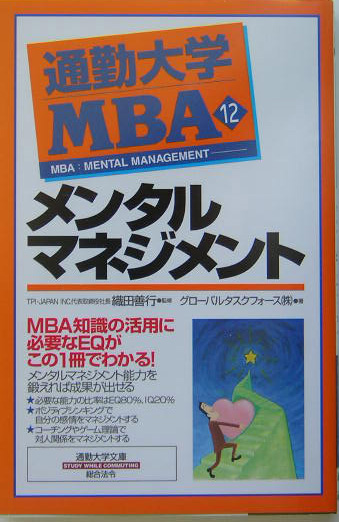 通勤大学
MBA 12
MBA : MENTAL MANAGEMENT
メンタル
マネジメント
TPI-JAPAN INC代表取締役社長 織田善行●監修 グローバルタスクフォース(株)●著
MBA知識の活用に
必要なEQが
この1冊でわかる!
メンタルマネジメント能力を
鍛えれば成果が出せる
★必要な能力の比率はEQ80%、IQ20%
★ポジティブシンキングで
自分の感情をマネジメントする
★コーチングやゲーム理論で
対人関係をマネジメントする
通勤大学文庫
STUDY WHILE COMMUTING
総合法令